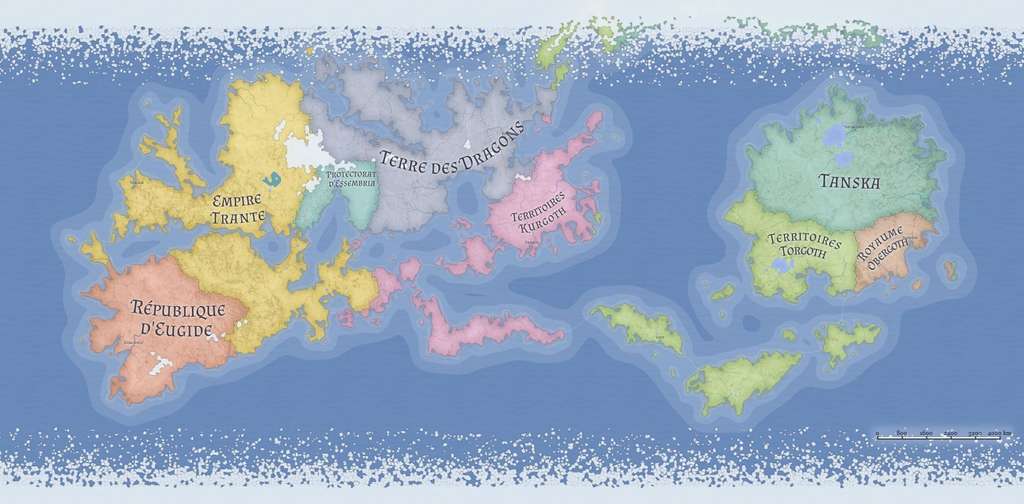 TERRE DES DRAGONS
PROTECTORAT
D'ESSEMBRIA
EMPIRE
TRANTE
TERRITOIRES
KURGOTH
TANSKA
TERRITOIRES
TORGOTH
ROYAUME
OBERGOTH
RÉPUBLIQUE
D'EUGIDE
0 800 1600 2400 3200 4000 km